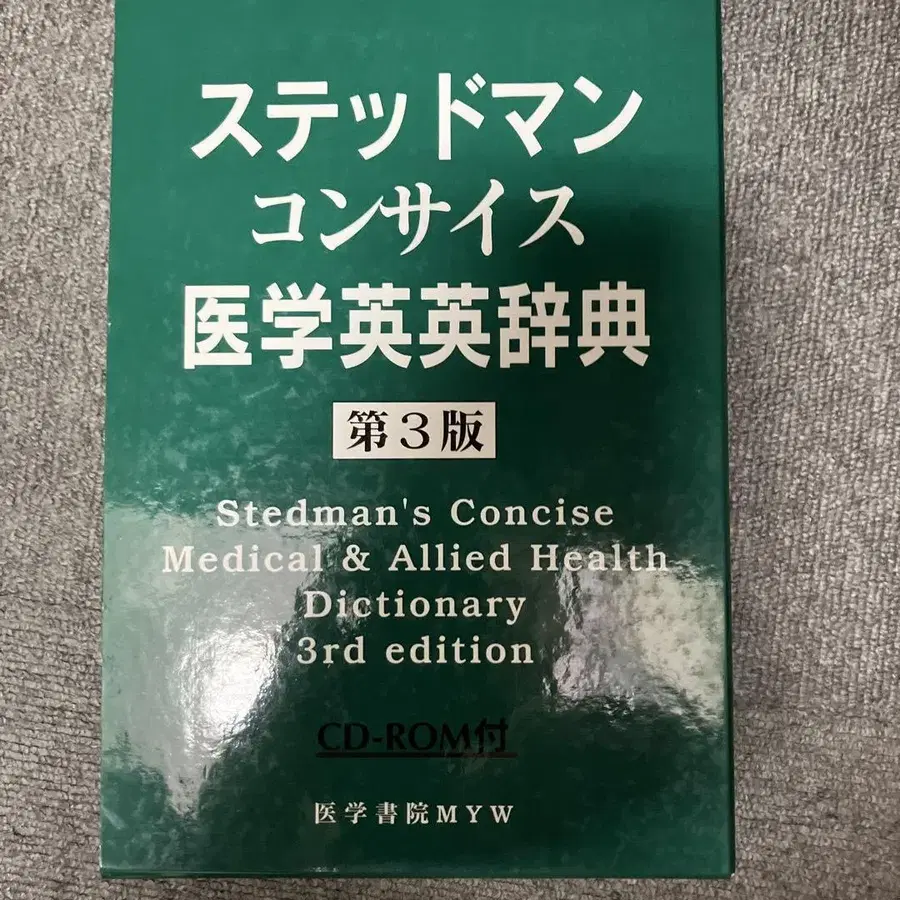 ステッドマン
コンサイス
医学英英辞典
第3版
Stedman's Concise
Medical & Allied Health
Dictionary
3rd edition
CD-ROM付
医学書院MYW